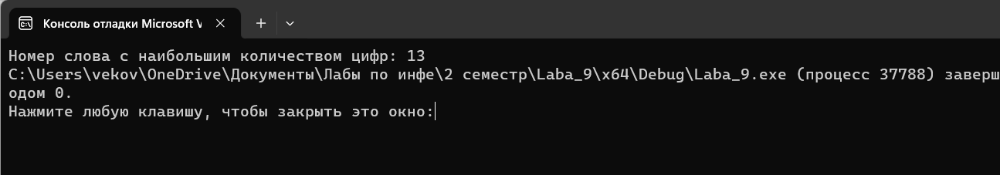 Консоль отладки Microsoft V
Номер слова с наибольшим количеством цифр: 13
C:\Users\vekov\OneDrive\Документы\Лабы по инфе\2 семестр\Laba_9\x64\Debug\Laba_9.exe (процесс 37788) заверш
одом 0.
Нажмите любую клавишу, чтобы закрыть это окно: